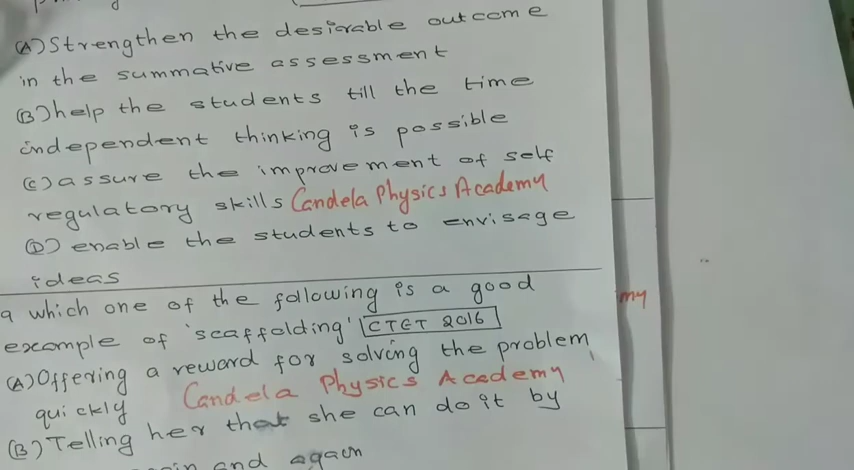 (A) Strengthen the desirable outcome
in the summative assessment
(B) help the students till the time
independent thinking is possible
(C) assure the improvement of self
regulatory skills Candela Physics Academy
(D) enable the students to envisage
ideas
9 which one of the following is a good
my
example of 'scaffolding' CTET 2016
(A) Offering a reward for solving the problem
quickly Candela Physics Academy
(B) Telling her that she can do it by
and again